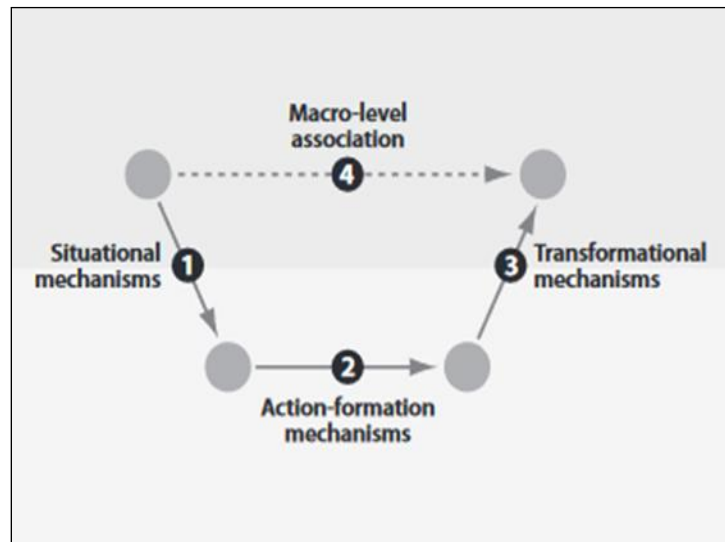 Macro-level
association
4
Situational
mechanisms
1
3
Transformational
mechanisms
2
Action-formation
mechanisms